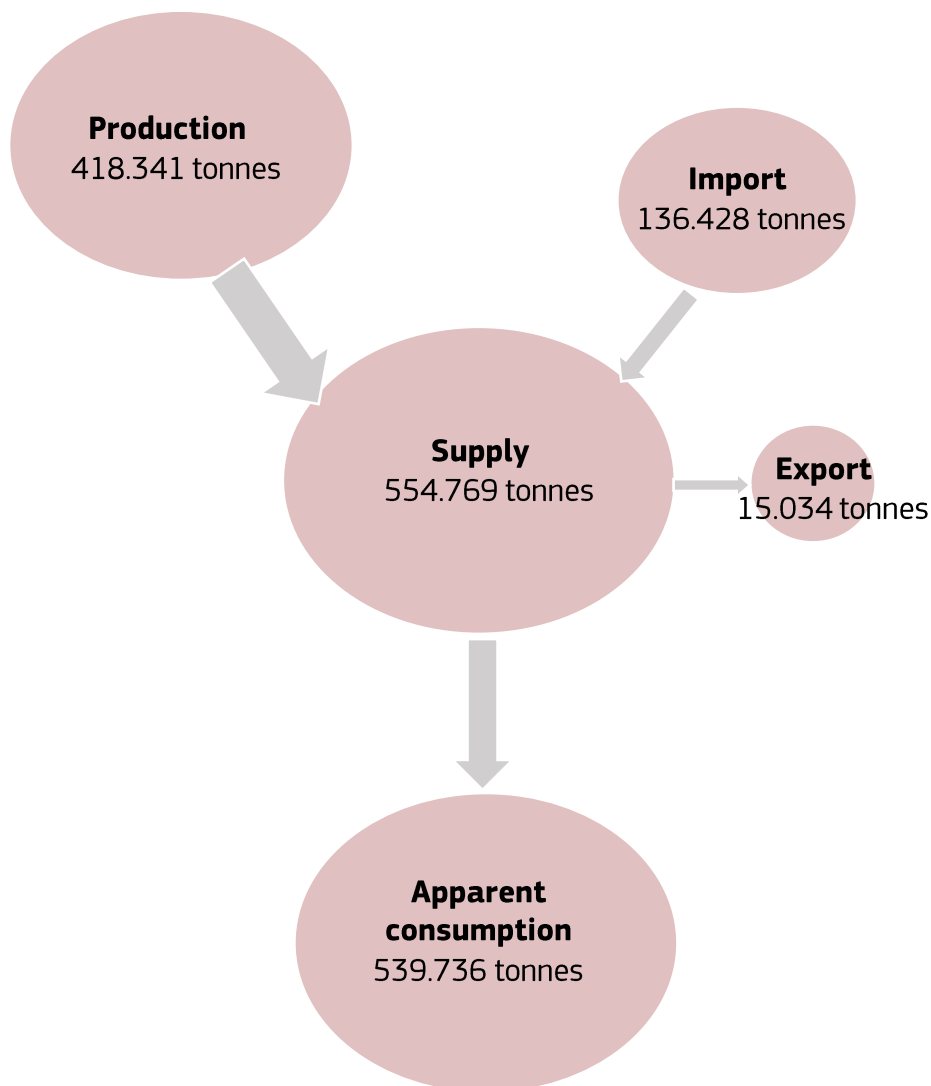 Production
418.341 tonnes
Import
136.428 tonnes
Supply
554.769 tonnes
Export
15.034 tonnes
Apparent
consumption
539.736 tonnes